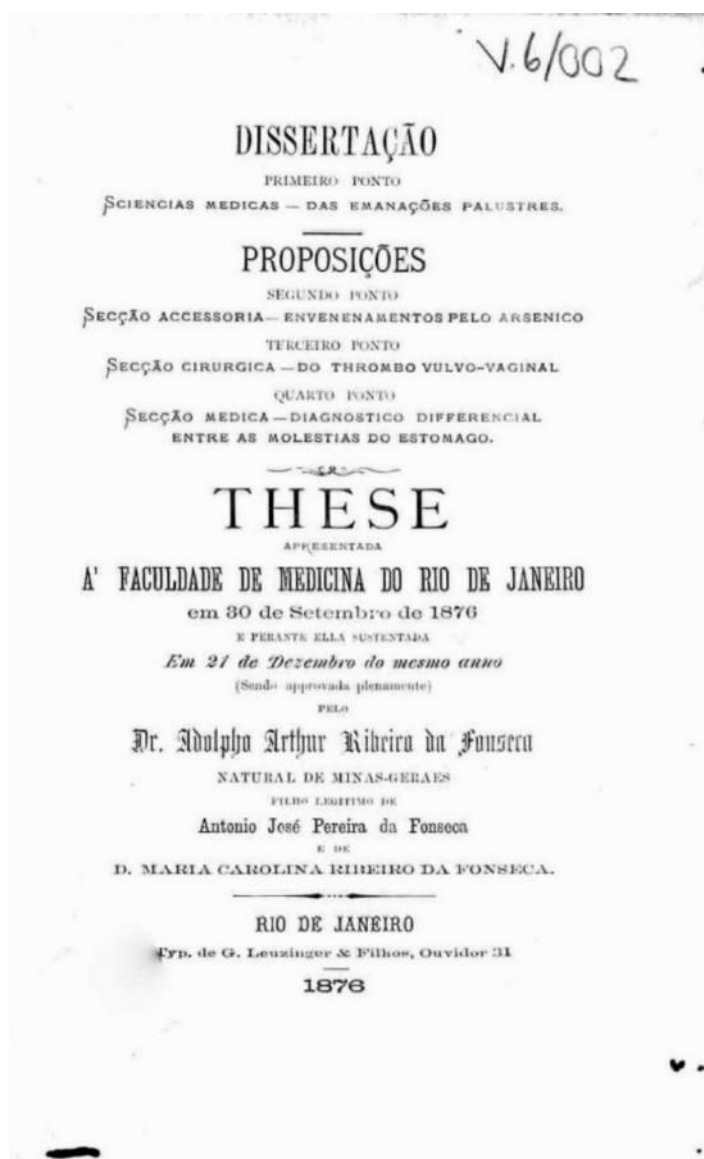 V.6/002
DISSERTAÇÃO
PRIMEIRO PONTO
SCIENCIAS MEDICAS — DAS EMANAÇÕES PALUSTRES.
PROPOSIÇÕES
SEGUNDO PONTO
SECÇÃO ACCESSORIA — ENVENENAMENTOS PELO ARSENICO
TERCEIRO PONTO
SECÇÃO CIRURGICA — DO THROMBO VULVO-VAGINAL
QUARTO PONTO
SECÇÃO MEDICA — DIAGNOSTICO DIFFERENCIAL
ENTRE AS MOLESTIAS DO ESTOMAGO.
THESE
APRESENTADA
A' FACULDADE DE MEDICINA DO RIO DE JANEIRO
em 30 de Setembro de 1876
E PERANTE ELLA SUSTENTADA
Em 21 de Dezembro do mesmo anno
(Sendo approvada plenamente)
PELO
Dr. Adolpho Arthur Ribeiro da Fonseca
NATURAL DE MINAS-GERAES
FILHO LEGITIMO DE
Antonio José Pereira da Fonseca
E DE
D. MARIA CAROLINA RIBEIRO DA FONSECA.
RIO DE JANEIRO
Typ. de G. Leuzinger & Filhos, Ouvidor 31
1876